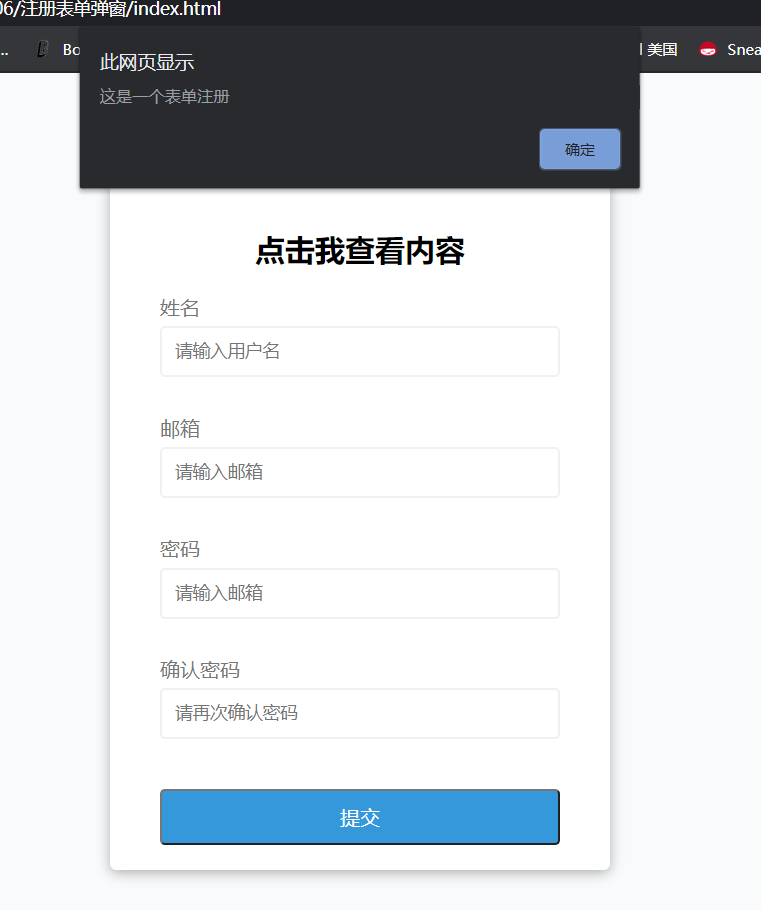 06/注册表单弹窗/index.html
.. Bo 美国 Snea
此网页显示
这是一个表单注册
确定
点击我查看内容
姓名
请输入用户名
邮箱
请输入邮箱
密码
请输入邮箱
确认密码
请再次确认密码
提交